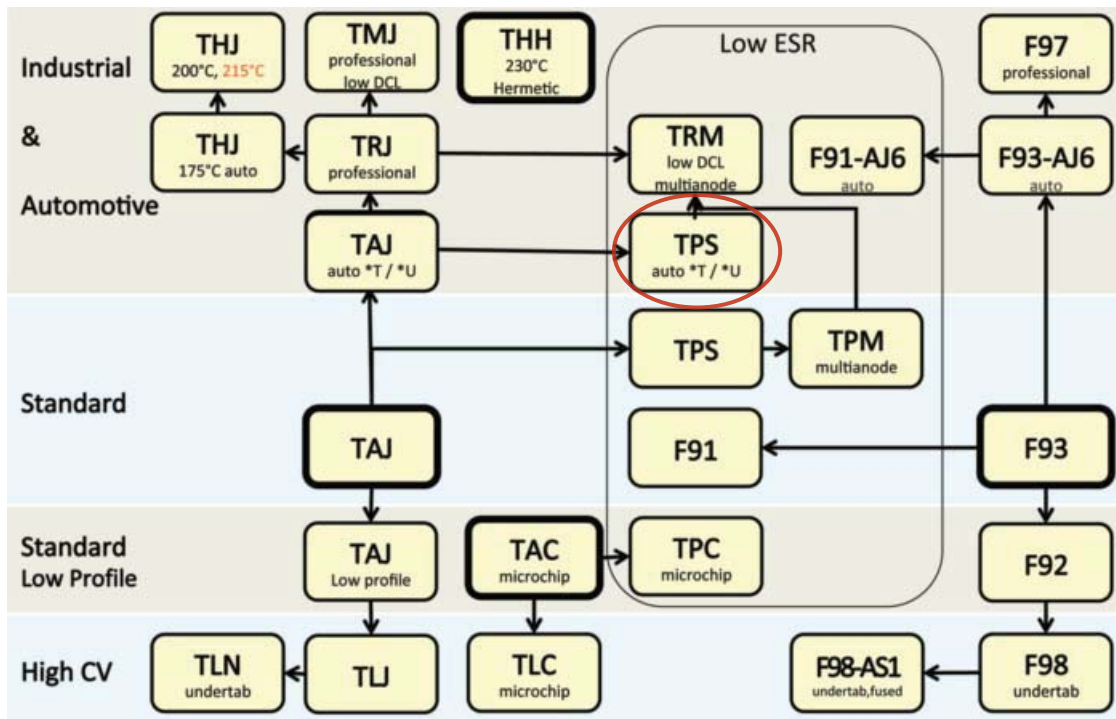 Industrial
&
Automotive
THJ
200°C, 215°C
TMJ
professional
low DCL
THH
230°C
Hermetic
Low ESR
F97
professional
THJ
175°C auto
TRJ
professional
TRM
low DCL
multianode
F91-AJ6
auto
F93-AJ6
auto
TAJ
auto *T / *U
TPS
auto *T / *U
Standard
TPS
TPM
multianode
TAJ
F91
F93
Standard
Low Profile
TAJ
Low profile
TAC
microchip
TPC
microchip
F92
High CV
TLN
undertab
TLJ
TLC
microchip
F98-AS1
undertab,fused
F98
undertab